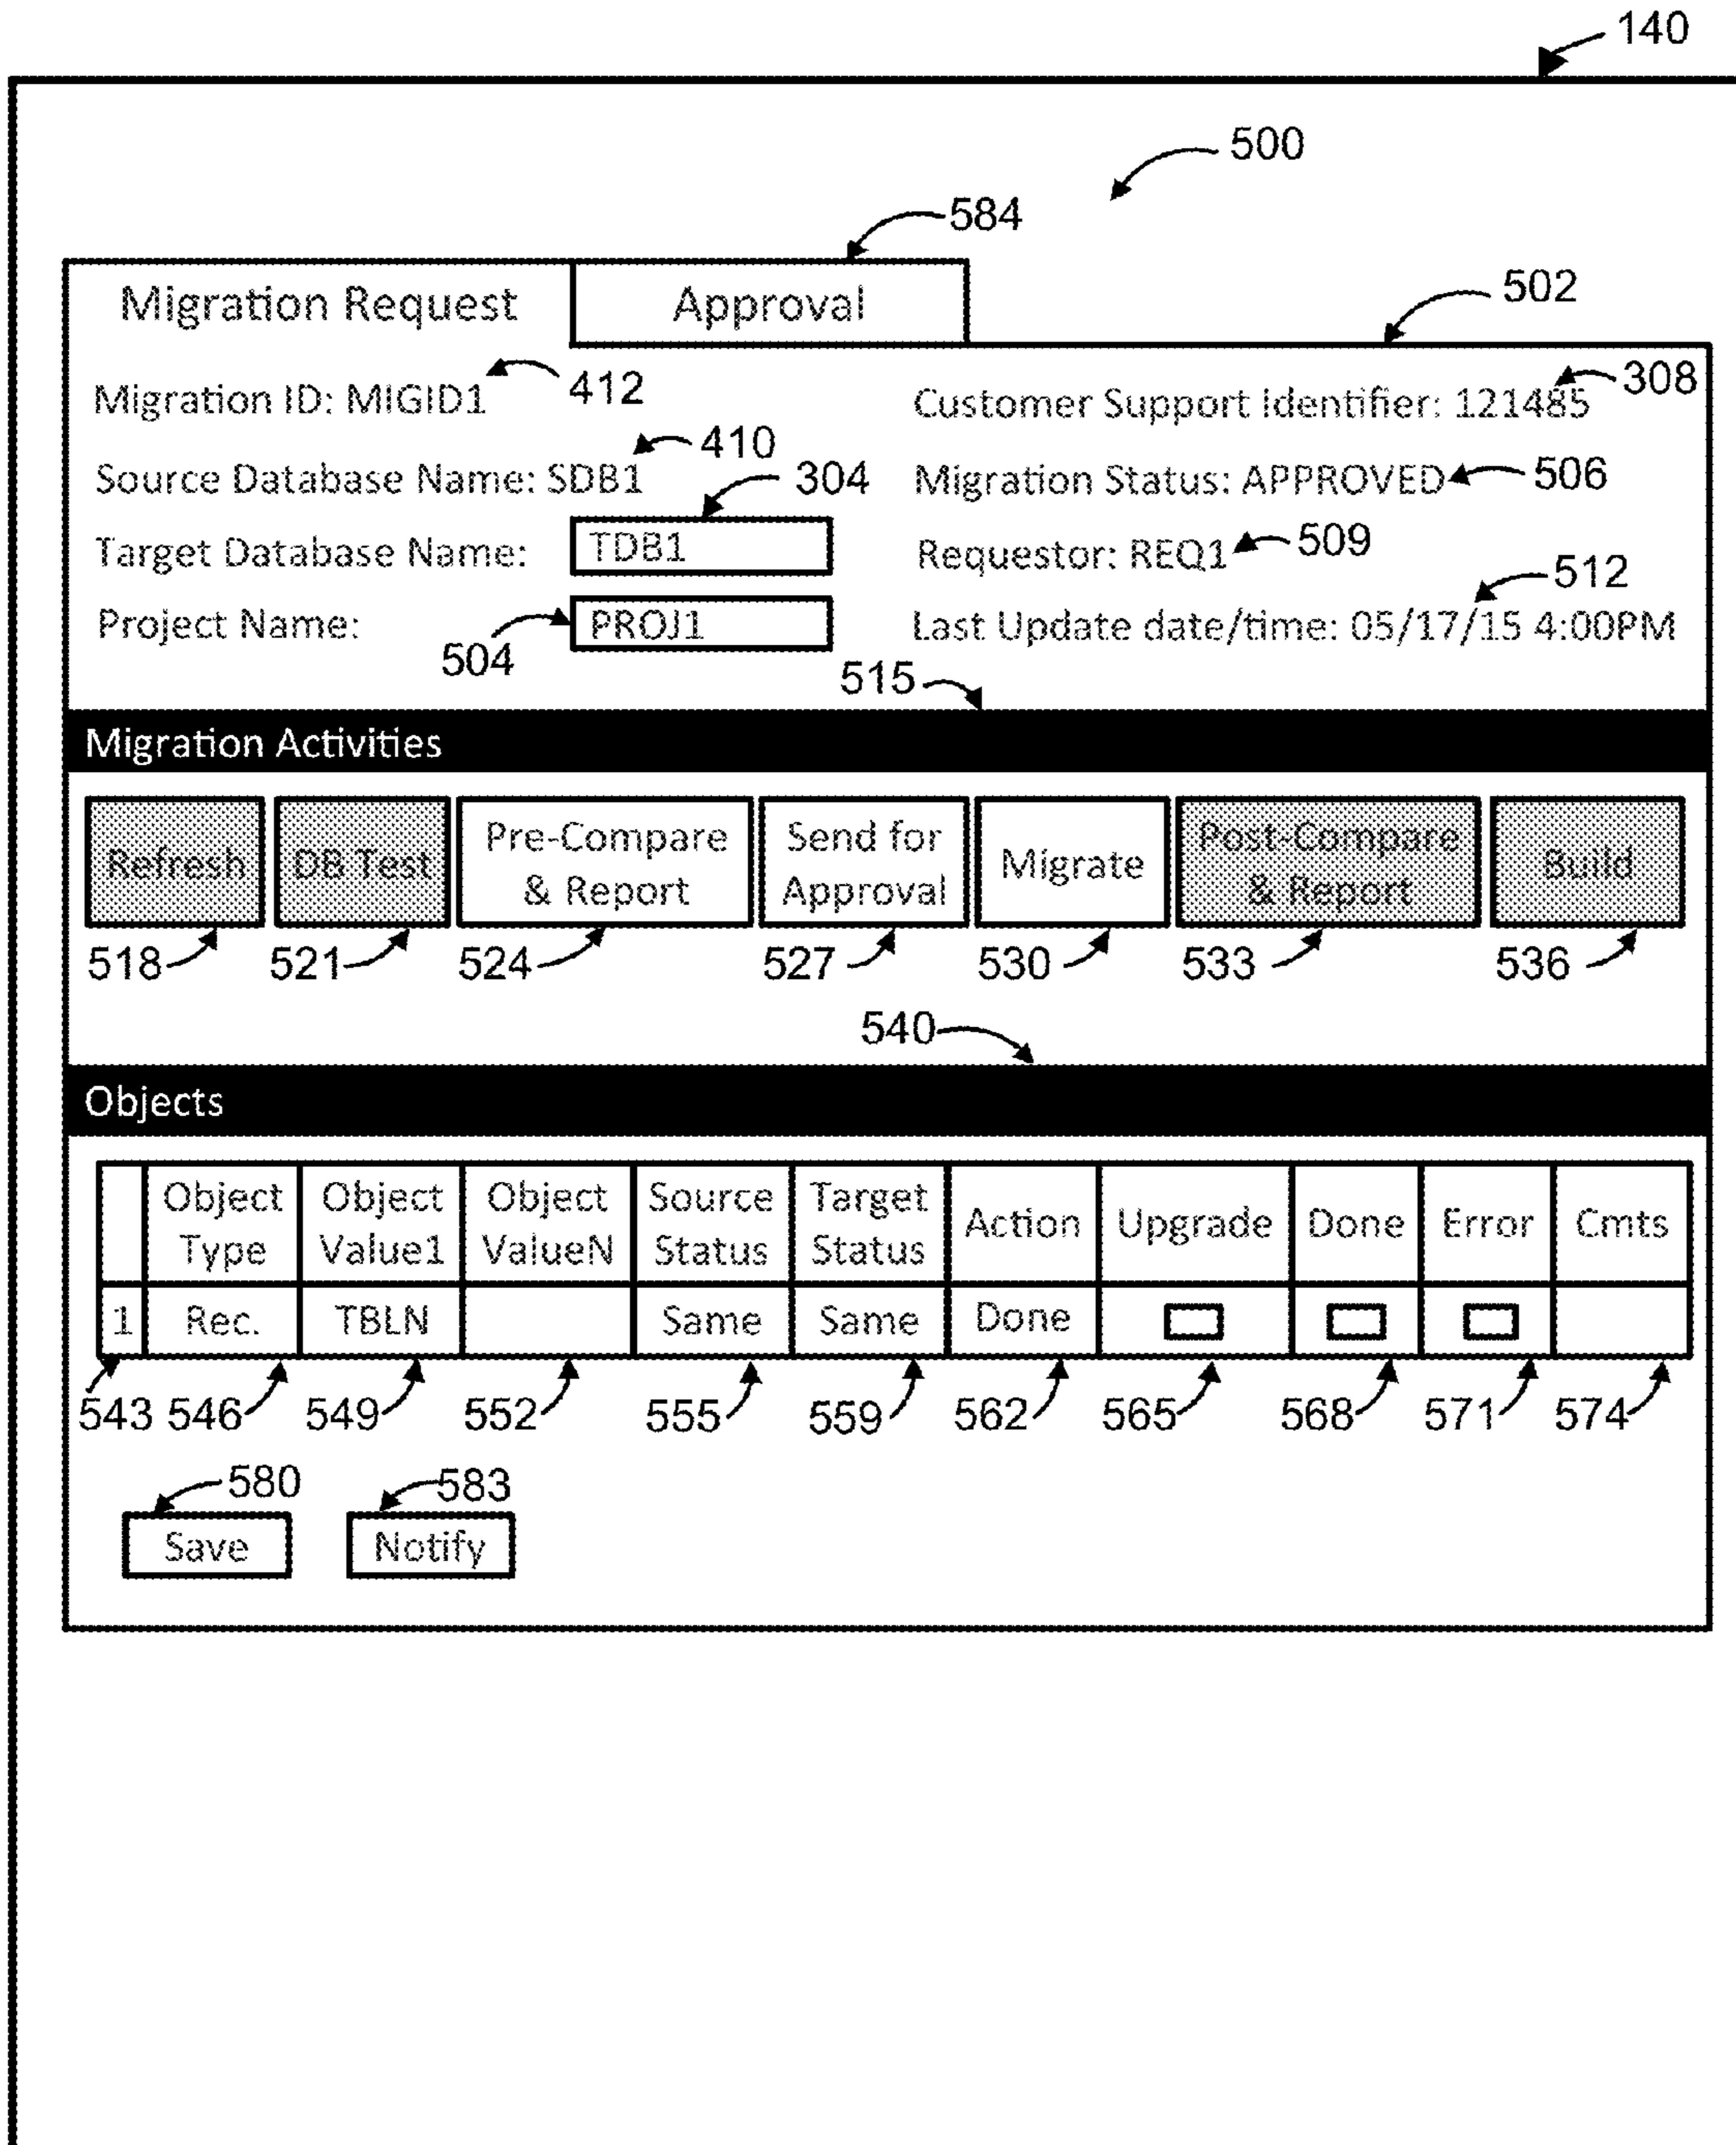 140
500
584
Migration Request
Approval
502
Migration ID: MIGID1
412
Customer Support Identifier: 121485
308
Source Database Name: SDB1
410
304
Migration Status: APPROVED
506
Target Database Name:
TDB1
Requestor: REQ1
509
512
Project Name:
PROJ1
504
Last Update date/time: 05/17/15 4:00PM
515
Migration Activities
Refresh
DB Test
Pre-Compare
& Report
Send for
Approval
Migrate
Post-Compare
& Report
Build
518
521
524
527
530
533
536
540
Objects
Object
Type
Object
Value1
Object
ValueN
Source
Status
Target
Status
Action
Upgrade
Done
Error
Cmts
1
Rec.
TBLN
Same
Same
Done
543
546
549
552
555
559
562
565
568
571
574
580
583
Save
Notify